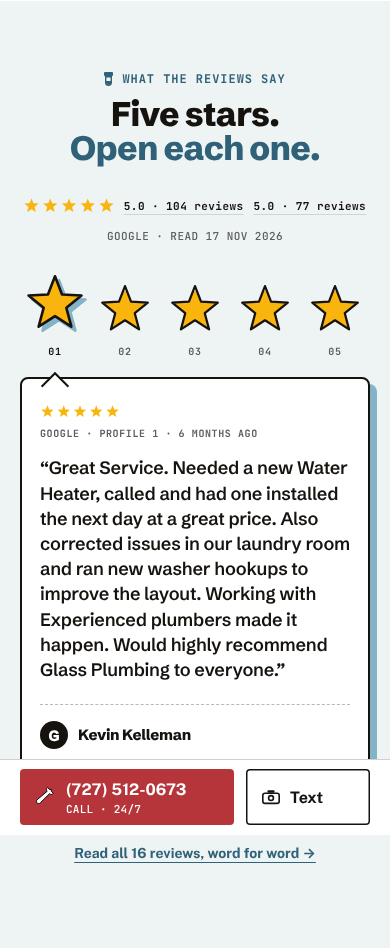 WHAT THE REVIEWS SAY
Five stars.
Open each one.
5.0 · 104 reviews 5.0 · 77 reviews
GOOGLE · READ 17 NOV 2026
01 02 03 04 05
GOOGLE · PROFILE 1 · 6 MONTHS AGO
“Great Service. Needed a new Water
Heater, called and had one installed
the next day at a great price. Also
corrected issues in our laundry room
and ran new washer hookups to
improve the layout. Working with
Experienced plumbers made it
happen. Would highly recommend
Glass Plumbing to everyone.”
G Kevin Kelleman
(727) 512-0673
CALL · 24/7
Text
Read all 16 reviews, word for word →